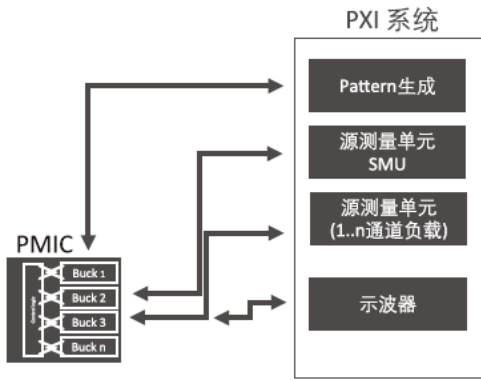 PXI 系统
Pattern生成
源测量单元
SMU
源测量单元
(1..n通道负载)
示波器
PMIC
Buck 1
Buck 2
Buck 3
Buck n